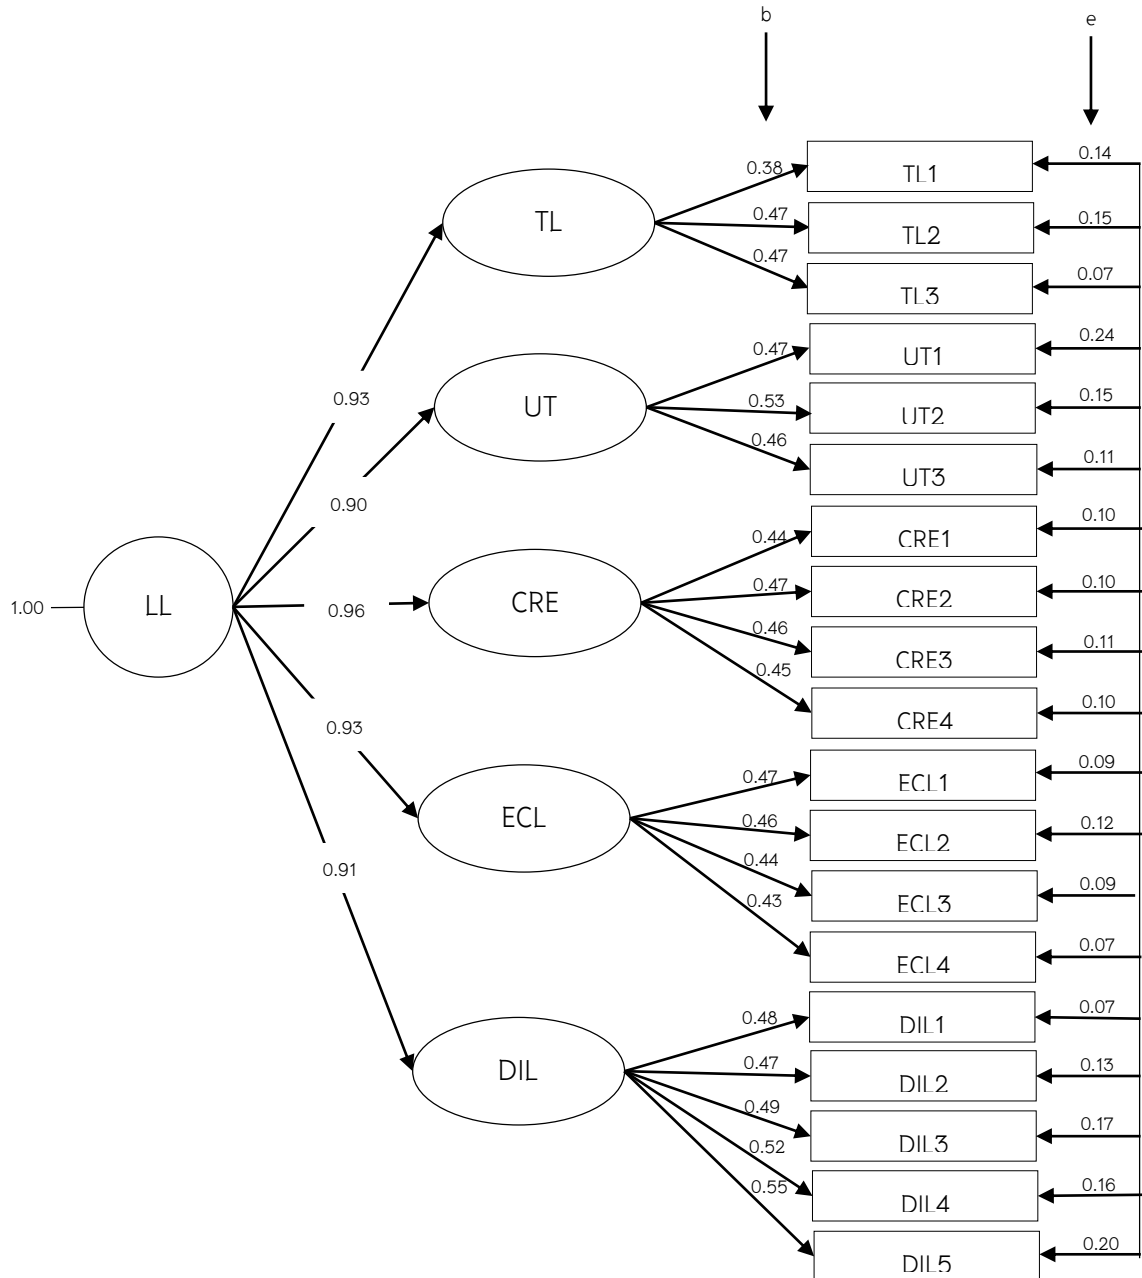 b
e
0.38 TL1 0.14
TL 0.47 TL2 0.15
0.47 TL3 0.07
0.93
0.47 UT1 0.24
UT 0.53 UT2 0.15
0.46 UT3 0.11
0.90
0.44 CRE1 0.10
1.00 LL 0.96 CRE 0.47 CRE2 0.10
0.46 CRE3 0.11
0.45 CRE4 0.10
0.93
0.47 ECL1 0.09
ECL 0.46 ECL2 0.12
0.44 ECL3 0.09
0.43 ECL4 0.07
0.91
0.48 DIL1 0.07
DIL 0.47 DIL2 0.13
0.49 DIL3 0.17
0.52 DIL4 0.16
0.55 DIL5 0.20